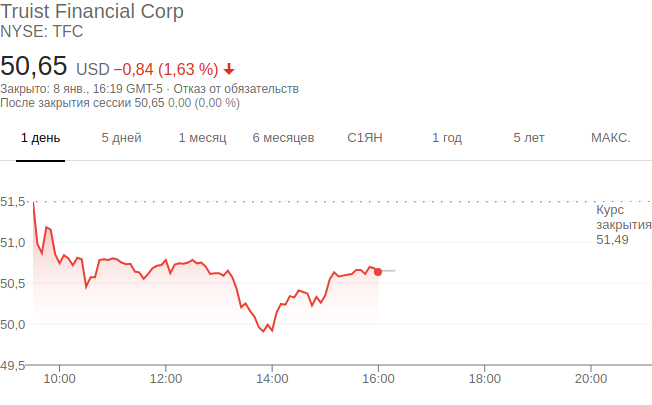 Truist Financial Corp
NYSE: TFC
50,65 USD −0,84 (1,63 %)
Закрыто: 8 янв., 16:19 GMT-5 · Отказ от обязательств
После закрытия сессии 50,65 0,00 (0,00 %)
1 день 5 дней 1 месяц 6 месяцев С1ЯН 1 год 5 лет МАКС.
51,5
Курс
закрытия
51,49
51,0
50,5
50,0
49,5
10:00 12:00 14:00 16:00 18:00 20:00